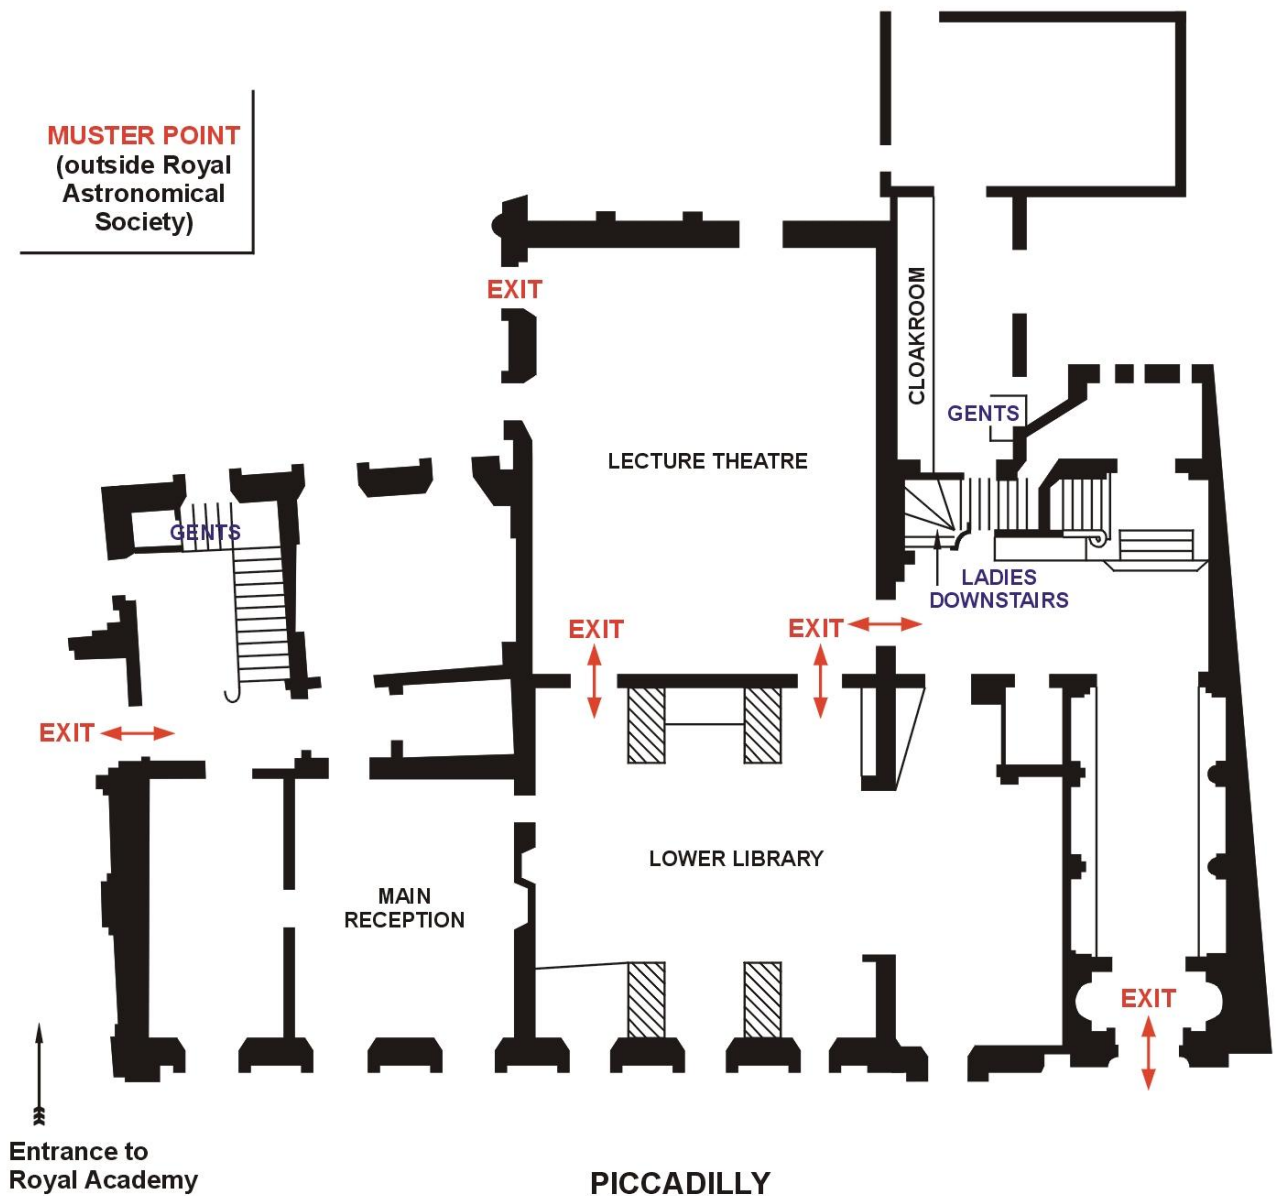 MUSTER POINT
(outside Royal
Astronomical
Society)
EXIT
CLOAKROOM
GENTS
LECTURE THEATRE
GENTS
LADIES
DOWNSTAIRS
EXIT
EXIT
EXIT
LOWER LIBRARY
MAIN
RECEPTION
EXIT
Entrance to
Royal Academy
PICCADILLY